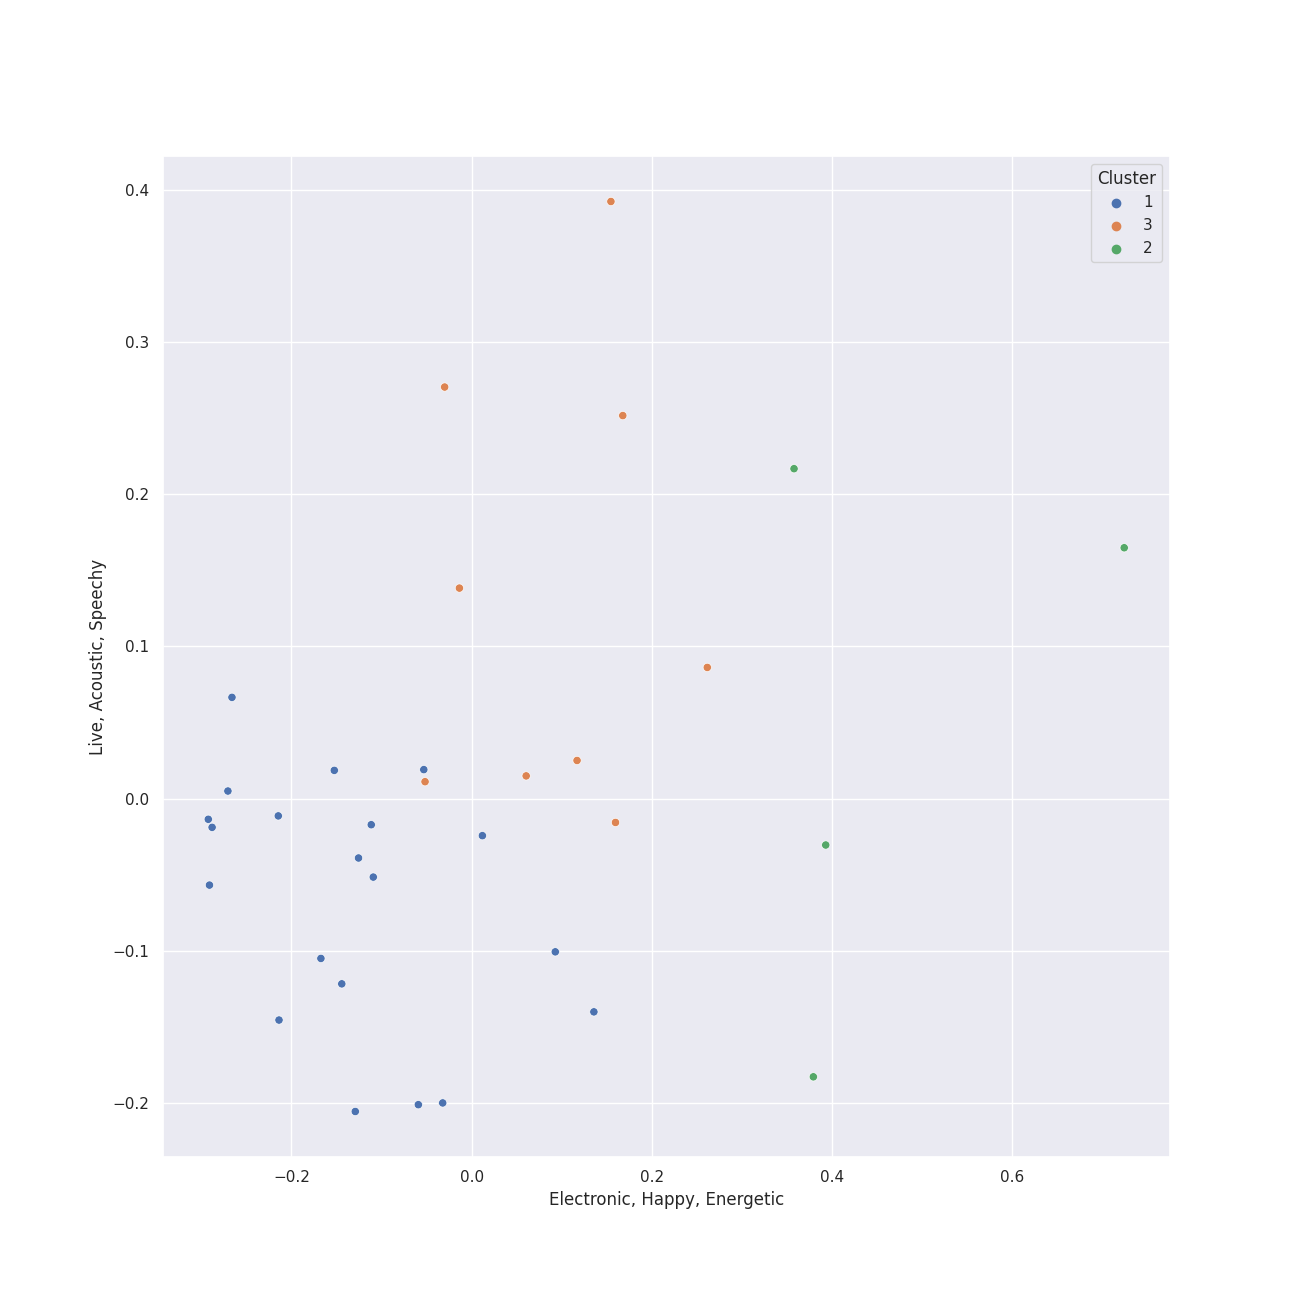 Cluster
1
3
2
0.4
0.3
0.2
0.1
0.0
−0.1
−0.2
Live, Acoustic, Speechy
−0.2 0.0 0.2 0.4 0.6
Electronic, Happy, Energetic